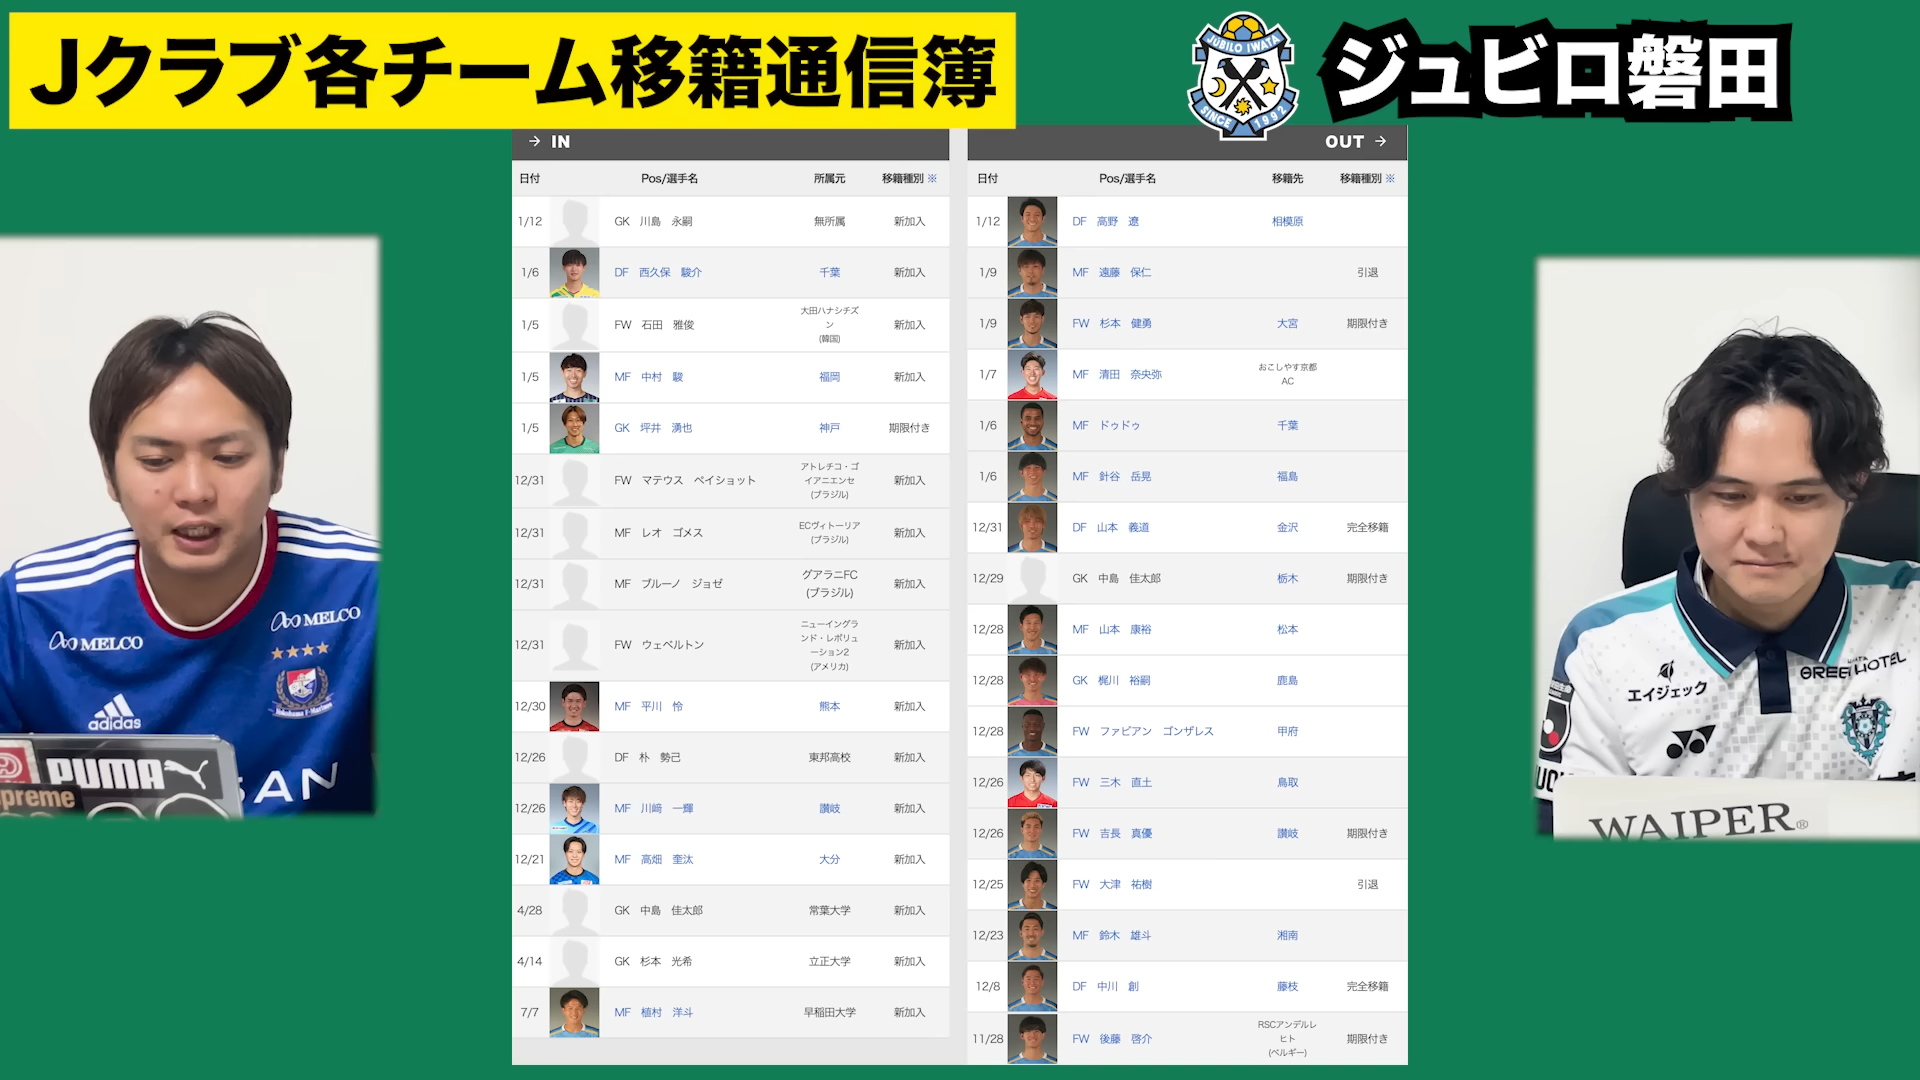 Jクラブ各チーム移籍通信簿
JUBILO IWATA
SINCE 1992
ジュビロ磐田
→ IN
日付 Pos/選手名 所属元 移籍種別 ※
1/12 GK 川島 永嗣 無所属 新加入
1/6 DF 西久保 駿介 千葉 新加入
1/5 FW 石田 雅俊 大田ハナシチズン(韓国) 新加入
1/5 MF 中村 駿 福岡 新加入
1/5 GK 坪井 湧也 神戸 期限付き
12/31 FW マテウス ペイショット アトレチコ・ゴイアニエンセ(ブラジル) 新加入
12/31 MF レオ ゴメス ECヴィトーリア(ブラジル) 新加入
12/31 MF ブルーノ ジョゼ グアラニFC(ブラジル) 新加入
12/31 FW ウェベルトン ニューイングランド・レボリューション2(アメリカ) 新加入
12/30 MF 平川 怜 熊本 新加入
12/26 DF 朴 勢己 東邦高校 新加入
12/26 MF 川﨑 一輝 讃岐 新加入
12/21 MF 高畑 奎汰 大分 新加入
4/28 GK 中島 佳太郎 常葉大学 新加入
4/14 GK 杉本 光希 立正大学 新加入
7/7 MF 植村 洋斗 早稲田大学 新加入
OUT →
日付 Pos/選手名 移籍先 移籍種別 ※
1/12 DF 高野 遼 相模原
1/9 MF 遠藤 保仁 引退
1/9 FW 杉本 健勇 大宮 期限付き
1/7 MF 清田 奈央弥 おこしやす京都AC
1/6 MF ドゥドゥ 千葉
1/6 MF 針谷 岳晃 福島
12/31 DF 山本 義道 金沢 完全移籍
12/29 GK 中島 佳太郎 栃木 期限付き
12/28 MF 山本 康裕 松本
12/28 GK 梶川 裕嗣 鹿島
12/28 FW ファビアン ゴンザレス 甲府
12/26 FW 三木 直土 鳥取
12/26 FW 吉長 真優 讃岐 期限付き
12/25 FW 大津 祐樹 引退
12/23 MF 鈴木 雄斗 湘南
12/8 DF 中川 創 藤枝 完全移籍
11/28 FW 後藤 啓介 RSCアンデルレヒト(ベルギー) 期限付き
MELCO
MELCO
adidas
PUMA
preme
SAN
エイジェック
GREEN HOTEL
WAIPER®